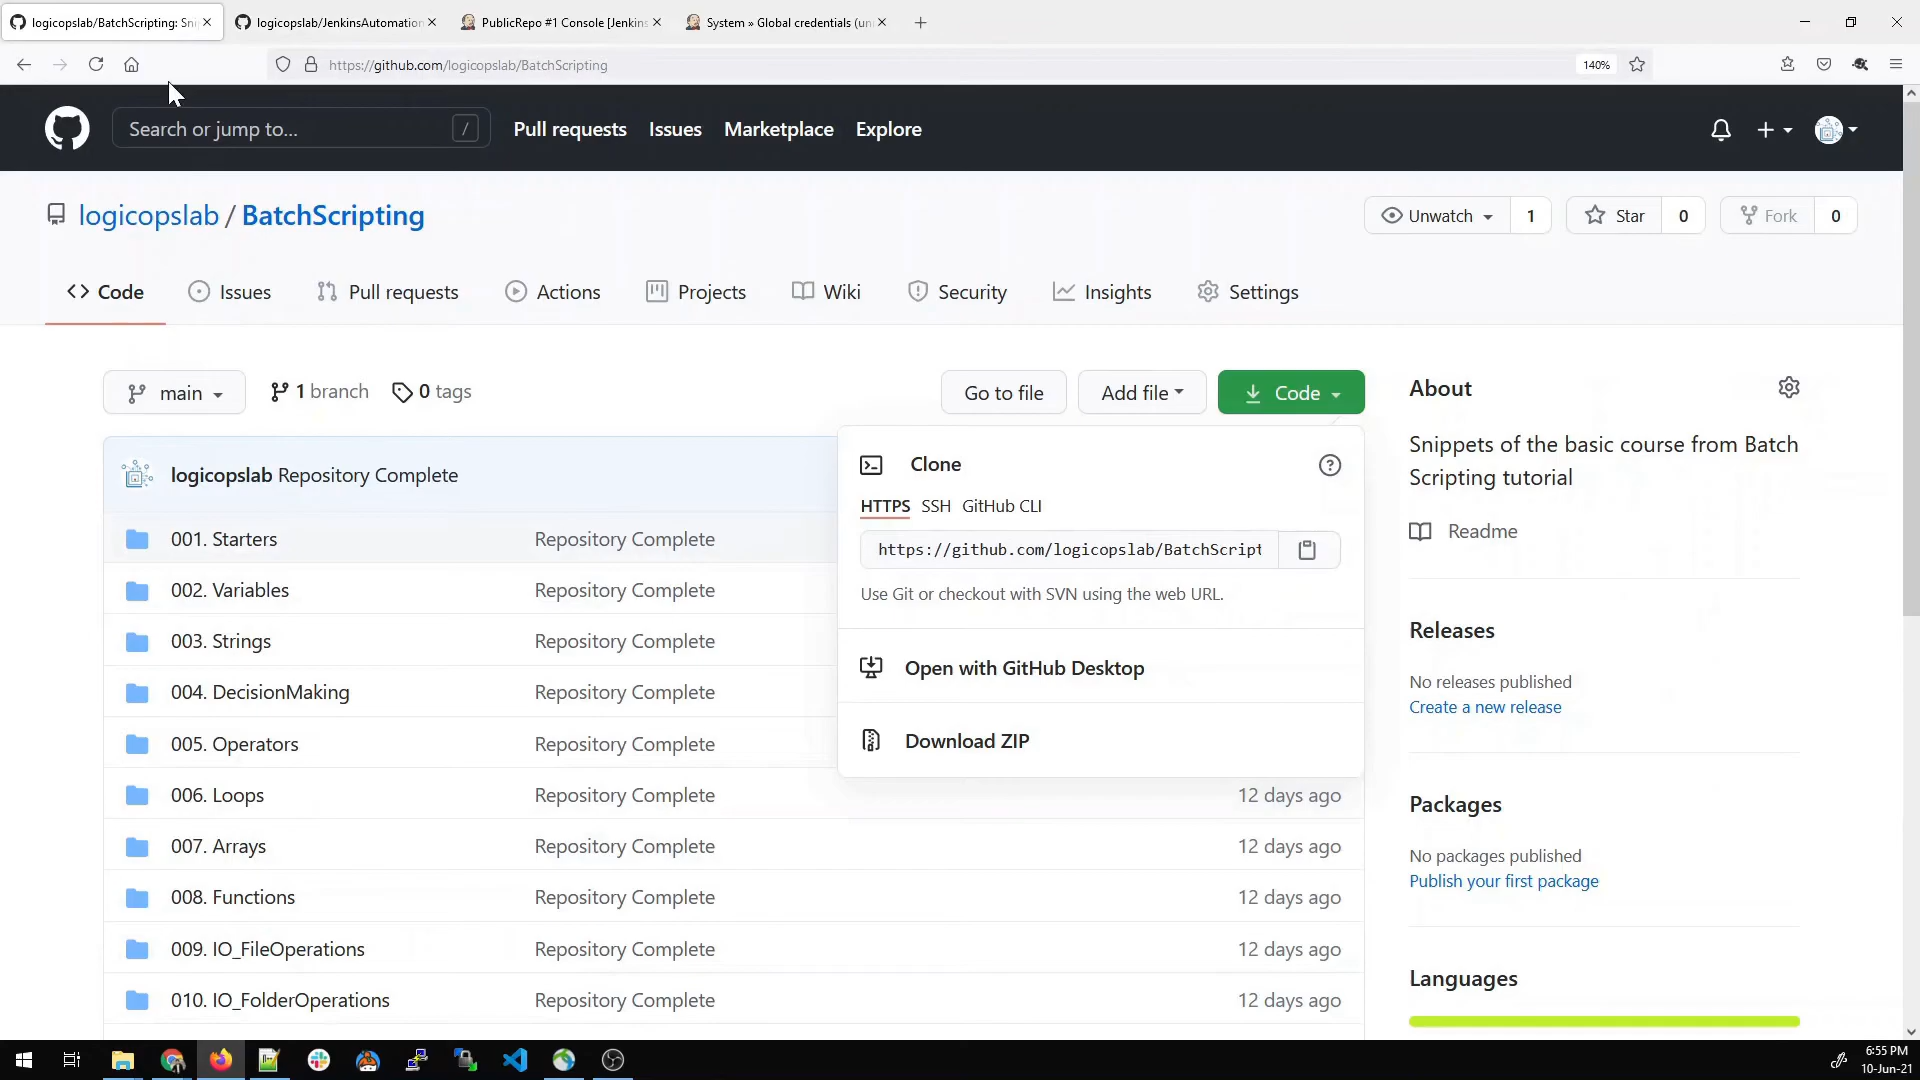 logicopslab/BatchScripting: Sni
logicopslab/JenkinsAutomation
PublicRepo #1 Console [Jenkins
System » Global credentials (un
https://github.com/logicopslab/BatchScripting
140%
Search or jump to...
/
Pull requests
Issues
Marketplace
Explore
logicopslab / BatchScripting
Unwatch
1
Star
0
Fork
0
Code
Issues
Pull requests
Actions
Projects
Wiki
Security
Insights
Settings
main
1 branch
0 tags
Go to file
Add file
Code
logicopslab Repository Complete
001. Starters
Repository Complete
002. Variables
Repository Complete
003. Strings
Repository Complete
004. DecisionMaking
Repository Complete
005. Operators
Repository Complete
006. Loops
Repository Complete
12 days ago
007. Arrays
Repository Complete
12 days ago
008. Functions
Repository Complete
12 days ago
009. IO_FileOperations
Repository Complete
12 days ago
010. IO_FolderOperations
Repository Complete
12 days ago
Clone
HTTPS
SSH
GitHub CLI
https://github.com/logicopslab/BatchScript
Use Git or checkout with SVN using the web URL.
Open with GitHub Desktop
Download ZIP
About
Snippets of the basic course from Batch
Scripting tutorial
Readme
Releases
No releases published
Create a new release
Packages
No packages published
Publish your first package
Languages
6:55 PM
10-Jun-21